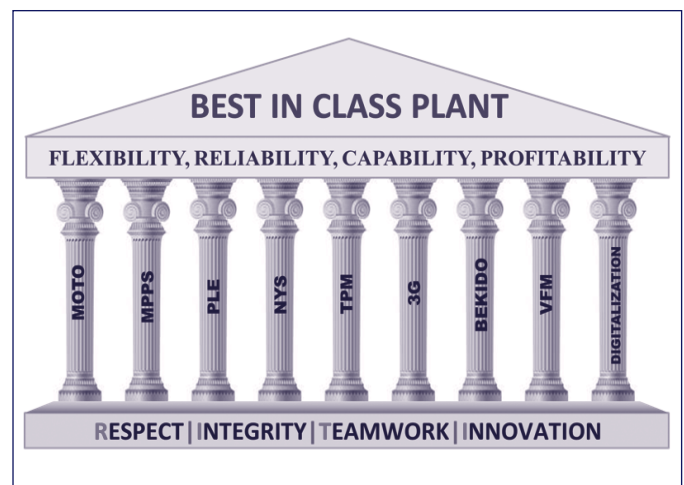 BEST IN CLASS PLANT
FLEXIBILITY, RELIABILITY, CAPABILITY, PROFITABILITY
MOTO
MPPS
PLE
NYS
TPM
3G
BEKIDO
VFM
DIGITALIZATION
RESPECT|INTEGRITY|TEAMWORK|INNOVATION